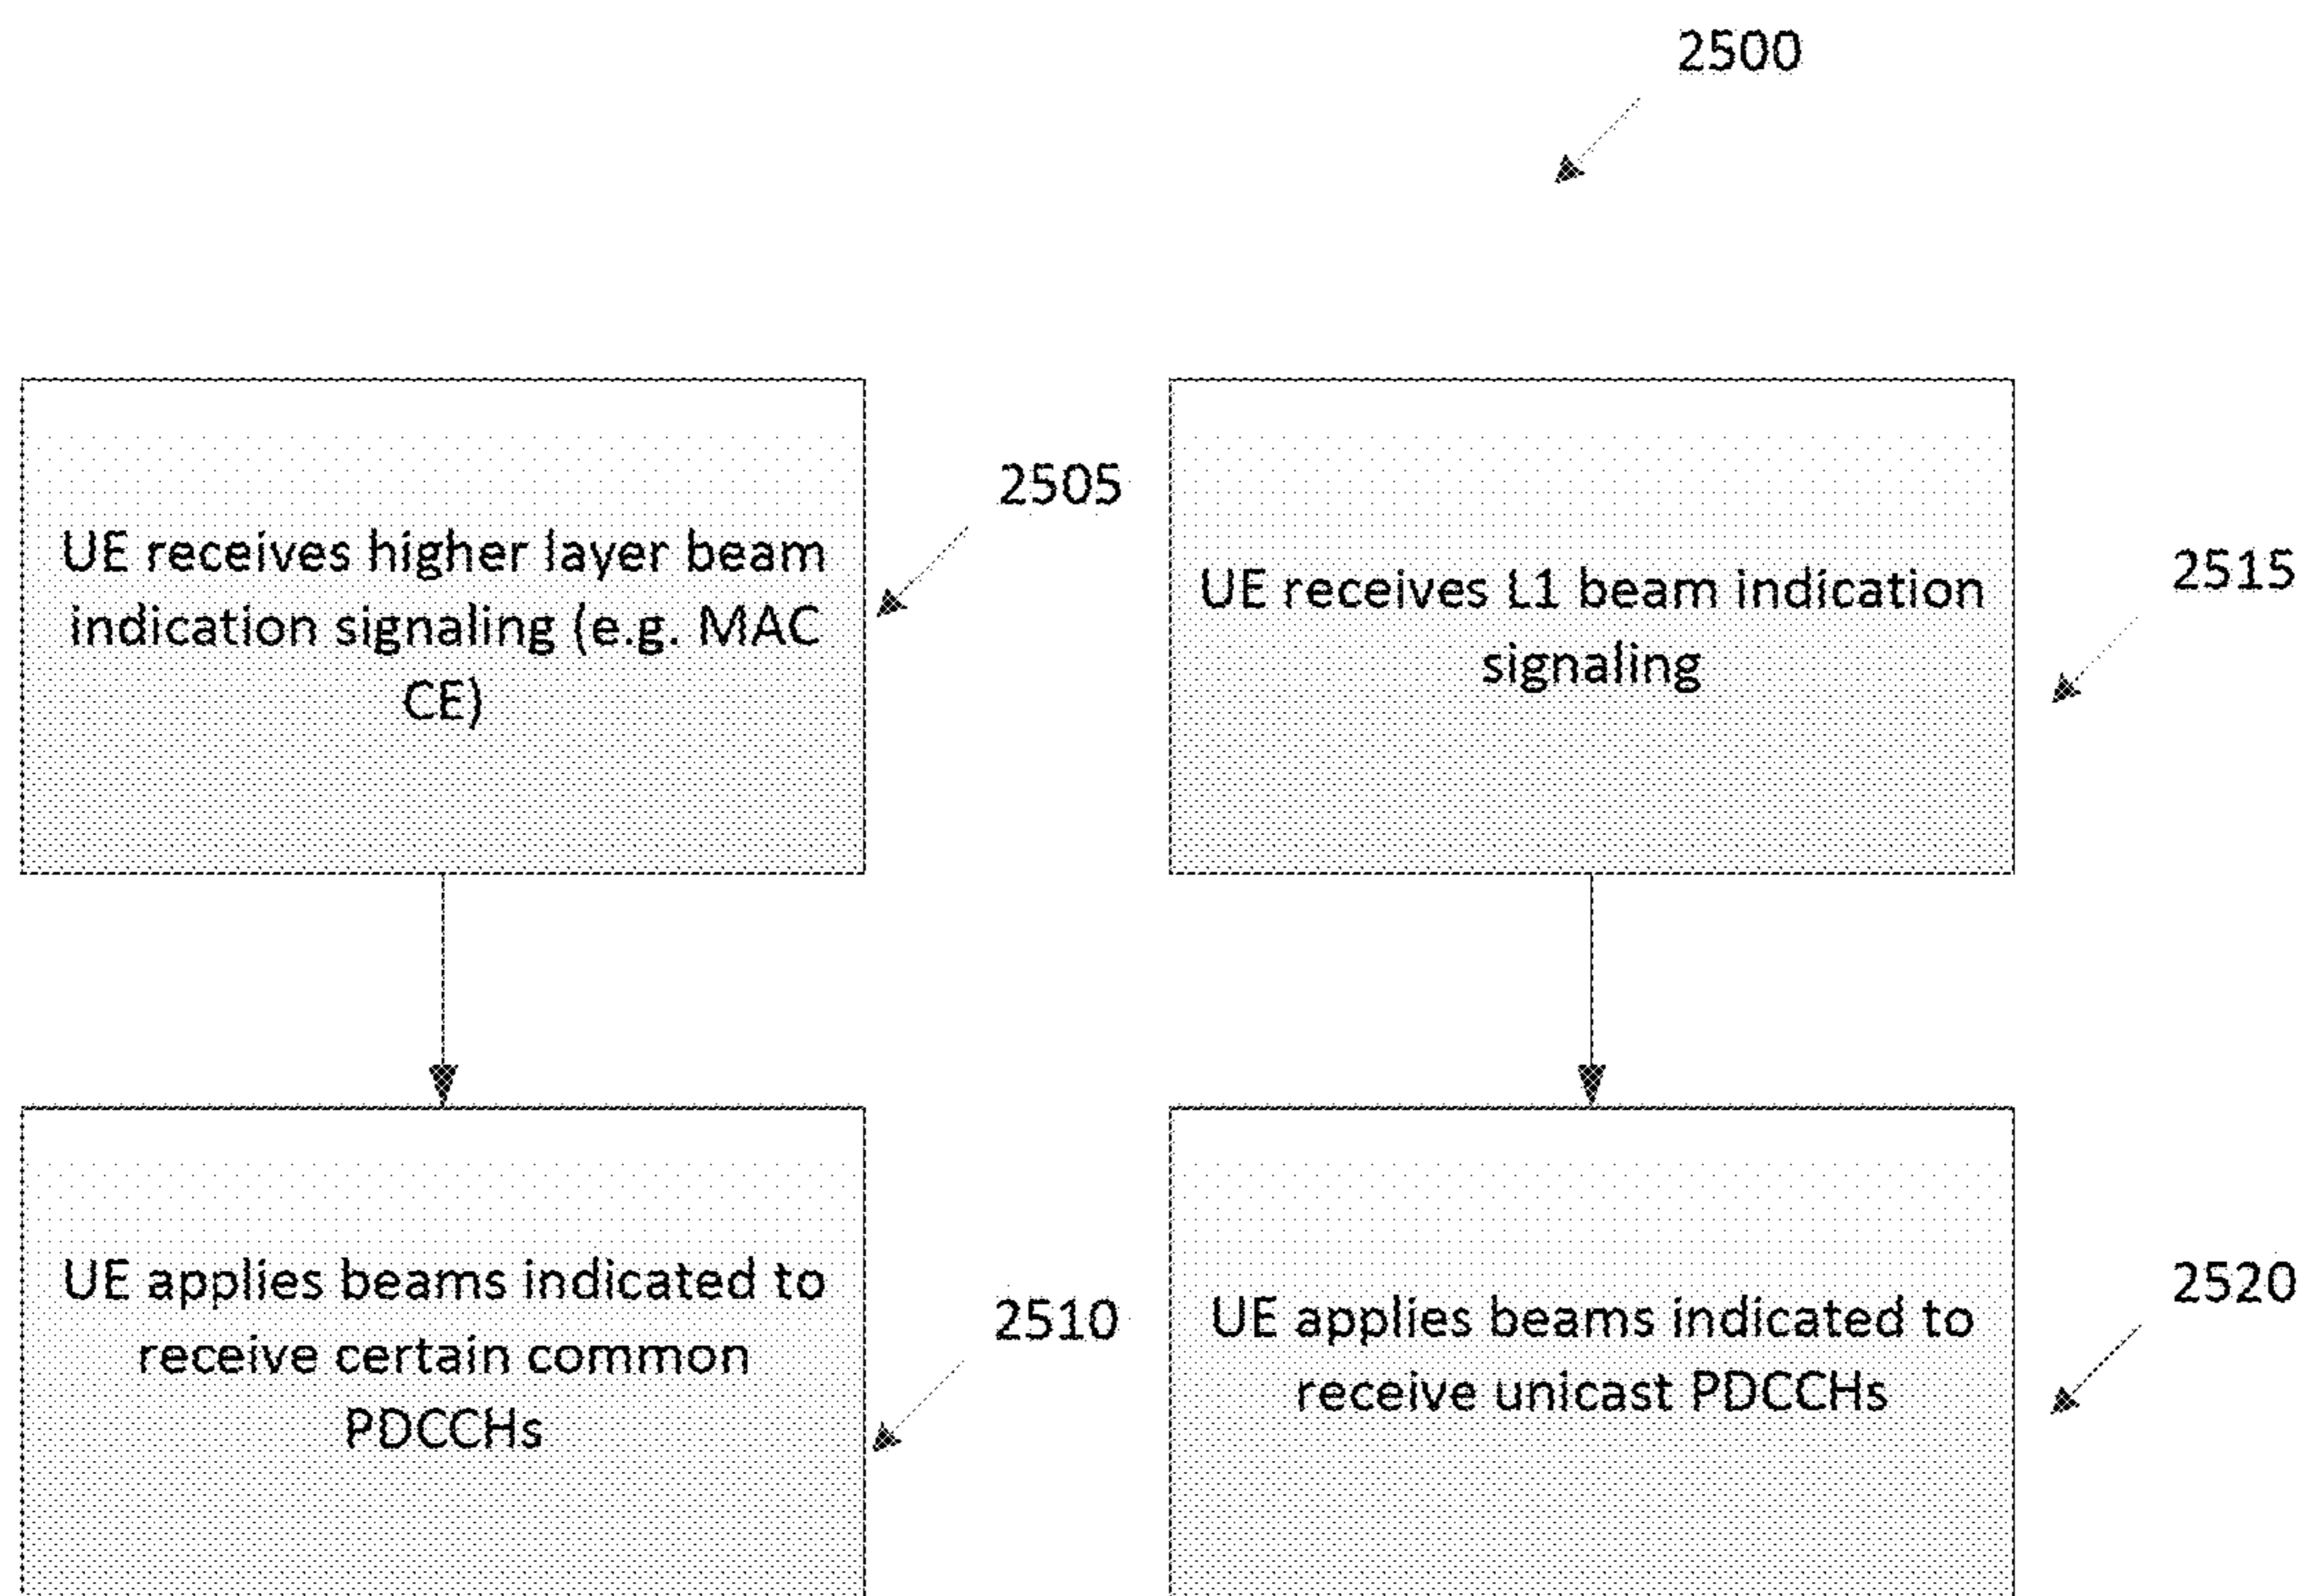 2500
UE receives higher layer beam
indication signaling (e.g. MAC
CE)
2505
UE receives L1 beam indication
signaling
2515
UE applies beams indicated to
receive certain common
PDCCHs
2510
UE applies beams indicated to
receive unicast PDCCHs
2520